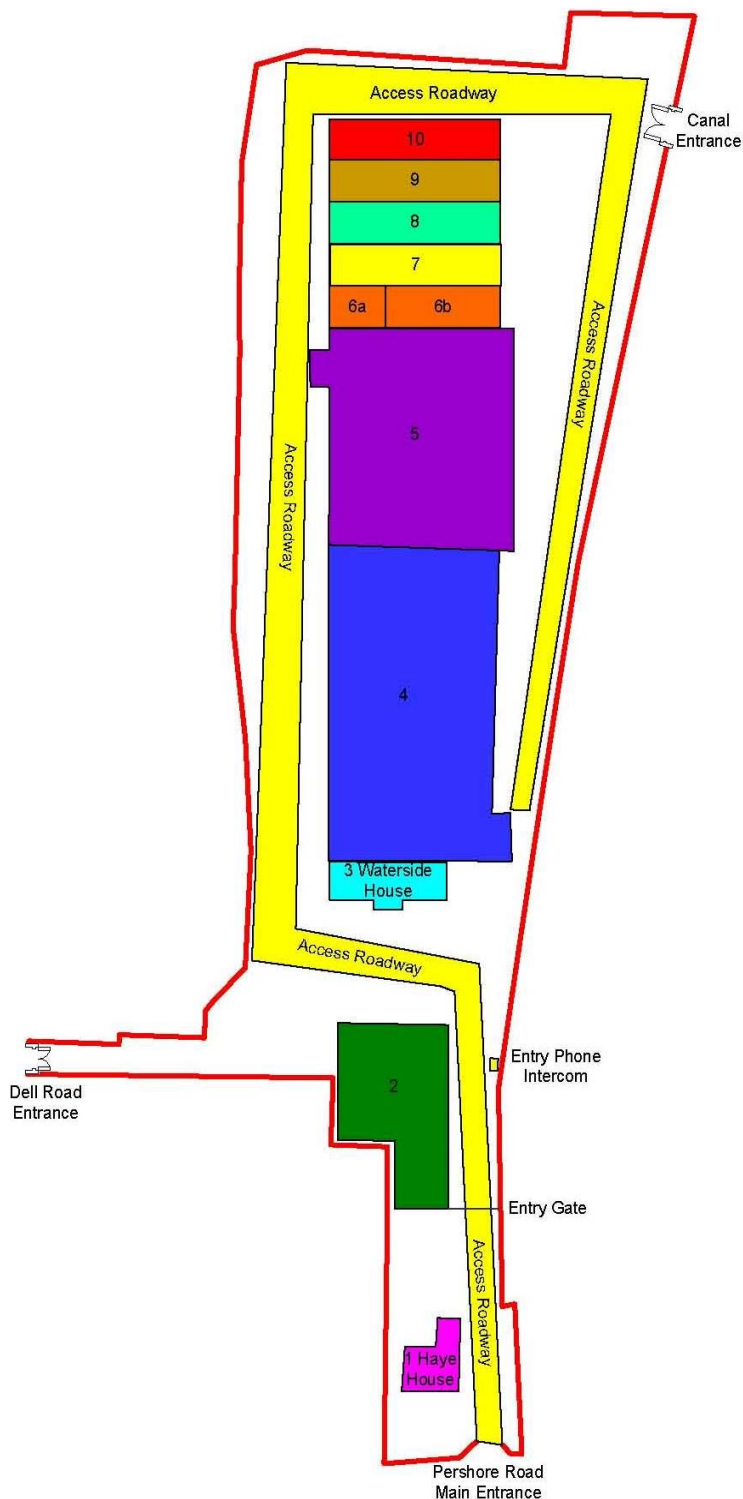 Access Roadway
Canal
Entrance
10
9
8
7
6a
6b
Access Roadway
5
Access Roadway
4
3 Waterside
House
Access Roadway
Entry Phone
Intercom
Dell Road
Entrance
2
Entry Gate
Access Roadway
1 Haye
House
Pershore Road
Main Entrance